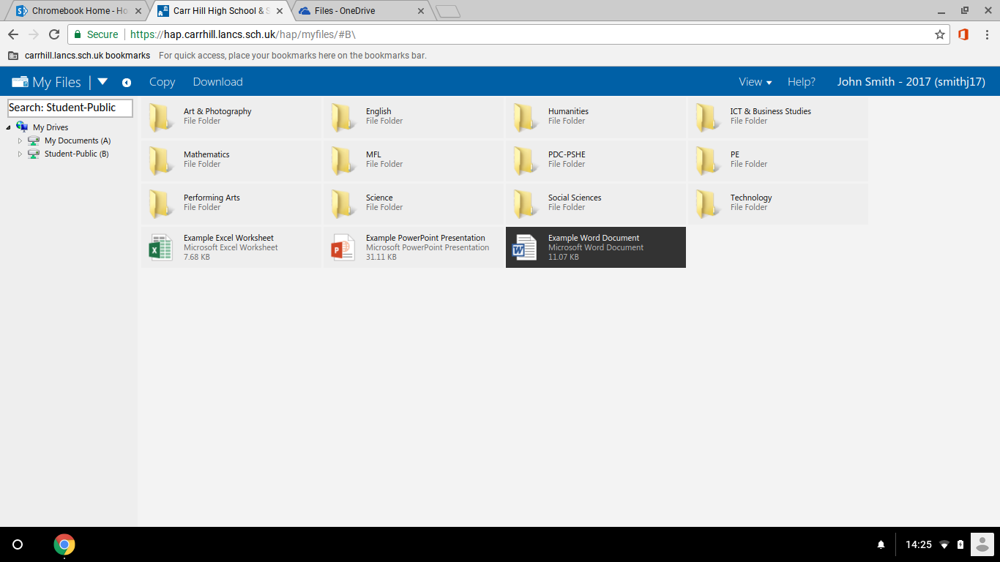 Chromebook Home - Ho
Carr Hill High School & S
Files - OneDrive
Secure https://hap.carrhill.lancs.sch.uk/hap/myfiles/#B\
carrhill.lancs.sch.uk bookmarks For quick access, place your bookmarks here on the bookmarks bar.
My Files Copy Download View Help? John Smith - 2017 (smithj17)
Search: Student-Public
My Drives
My Documents (A)
Student-Public (B)
Art & Photography
File Folder
English
File Folder
Humanities
File Folder
ICT & Business Studies
File Folder
Mathematics
File Folder
MFL
File Folder
PDC-PSHE
File Folder
PE
File Folder
Performing Arts
File Folder
Science
File Folder
Social Sciences
File Folder
Technology
File Folder
Example Excel Worksheet
Microsoft Excel Worksheet
7.68 KB
Example PowerPoint Presentation
Microsoft PowerPoint Presentation
31.11 KB
Example Word Document
Microsoft Word Document
11.07 KB
14:25